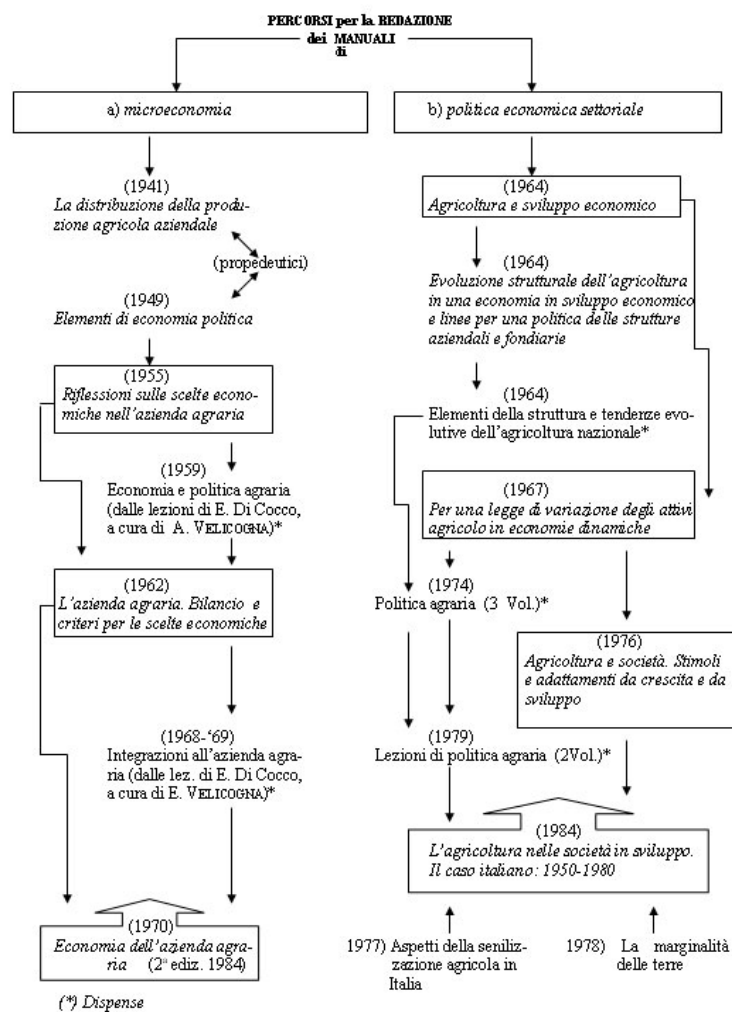 PERCORSI per la REDAZIONE
dei MANUALI
di
a) microeconomia
(1941)
La distribuzione della produ-
zione agricola aziendale
(propedeutici)
(1949)
Elementi di economia politica
(1955)
Riflessioni sulle scelte econo-
miche nell'azienda agraria
(1959)
Economia e politica agraria
(dalle lezioni di E. Di Cocco,
a cura di A. VELICOGNA)*
(1962)
L'azienda agraria. Bilancio e
criteri per le scelte economiche
(1968-‘69)
Integrazioni all'azienda agra-
ria (dalle lez. di E. Di Cocco,
a cura di E. VELICOGNA)*
(1970)
Economia dell'azienda agra-
ria (2ª ediz. 1984)
(*) Dispense
b) politica economica settoriale
(1964)
Agricoltura e sviluppo economico
(1964)
Evoluzione strutturale dell'agricoltura
in una economia in sviluppo economico
e linee per una politica delle strutture
aziendali e fondiarie
(1964)
Elementi della struttura e tendenze evo-
lutive dell'agricoltura nazionale*
(1967)
Per una legge di variazione degli attivi
agricolo in economie dinamiche
(1974)
Politica agraria (3 Vol.)*
(1976)
Agricoltura e società. Stimoli
e adattamenti da crescita e da
sviluppo
(1979)
Lezioni di politica agraria (2Vol.)*
(1984)
L'agricoltura nelle società in sviluppo.
Il caso italiano: 1950-1980
1977) Aspetti della seniliz-
zazione agricola in
Italia
1978) La marginalità
delle terre